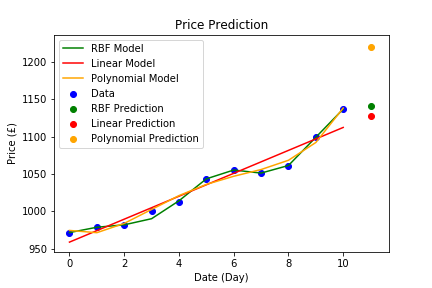 Price Prediction
RBF Model
Linear Model
Polynomial Model
Data
RBF Prediction
Linear Prediction
Polynomial Prediction
Price (£)
1200
1150
1100
1050
1000
950
0 2 4 6 8 10
Date (Day)